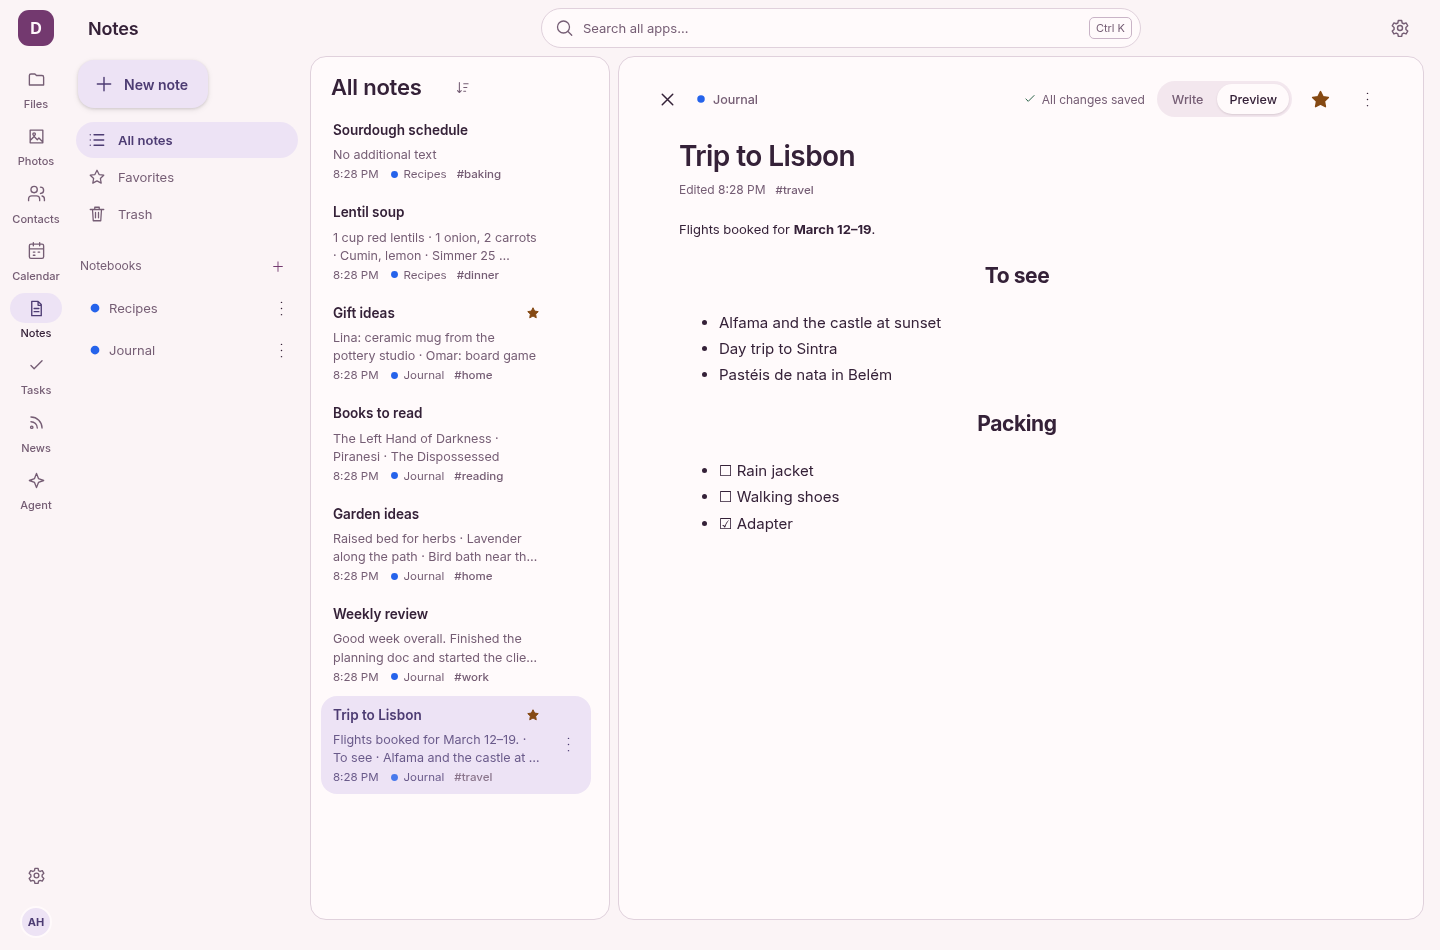 D
Notes
Search all apps...
Ctrl K
Files
Photos
Contacts
Calendar
Notes
Tasks
News
Agent
AH
New note
All notes
Favorites
Trash
Notebooks
Recipes
Journal
All notes
Sourdough schedule
No additional text
8:28 PM Recipes #baking
Lentil soup
1 cup red lentils · 1 onion, 2 carrots
· Cumin, lemon · Simmer 25 ...
8:28 PM Recipes #dinner
Gift ideas
Lina: ceramic mug from the
pottery studio · Omar: board game
8:28 PM Journal #home
Books to read
The Left Hand of Darkness ·
Piranesi · The Dispossessed
8:28 PM Journal #reading
Garden ideas
Raised bed for herbs · Lavender
along the path · Bird bath near th...
8:28 PM Journal #home
Weekly review
Good week overall. Finished the
planning doc and started the clie...
8:28 PM Journal #work
Trip to Lisbon
Flights booked for March 12–19. ·
To see · Alfama and the castle at ...
8:28 PM Journal #travel
Journal
All changes saved
Write
Preview
Trip to Lisbon
Edited 8:28 PM #travel
Flights booked for March 12–19.
To see
• Alfama and the castle at sunset
• Day trip to Sintra
• Pastéis de nata in Belém
Packing
• ☐ Rain jacket
• ☐ Walking shoes
• ☑ Adapter